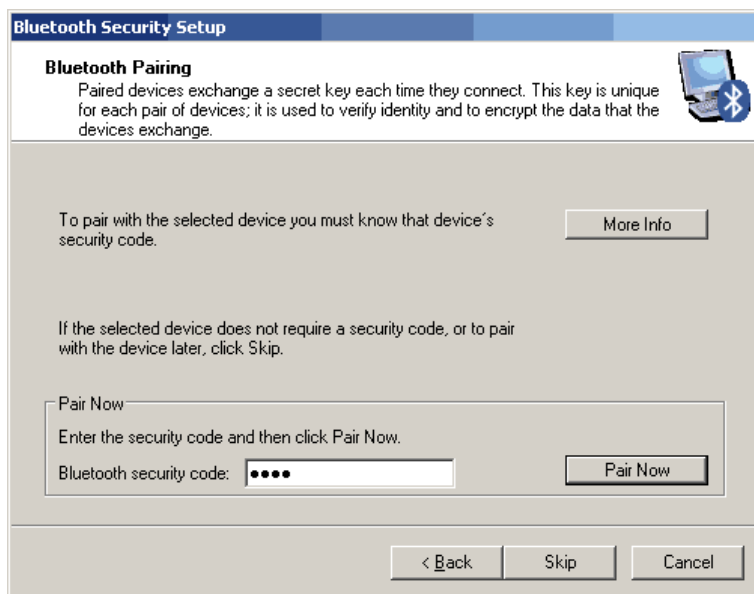 Bluetooth Security Setup
Bluetooth Pairing
Paired devices exchange a secret key each time they connect. This key is unique
for each pair of devices; it is used to verify identity and to encrypt the data that the
devices exchange.
To pair with the selected device you must know that device´s
security code.
More Info
If the selected device does not require a security code, or to pair
with the device later, click Skip.
Pair Now
Enter the security code and then click Pair Now.
Bluetooth security code: ●●●●
Pair Now
< Back
Skip
Cancel